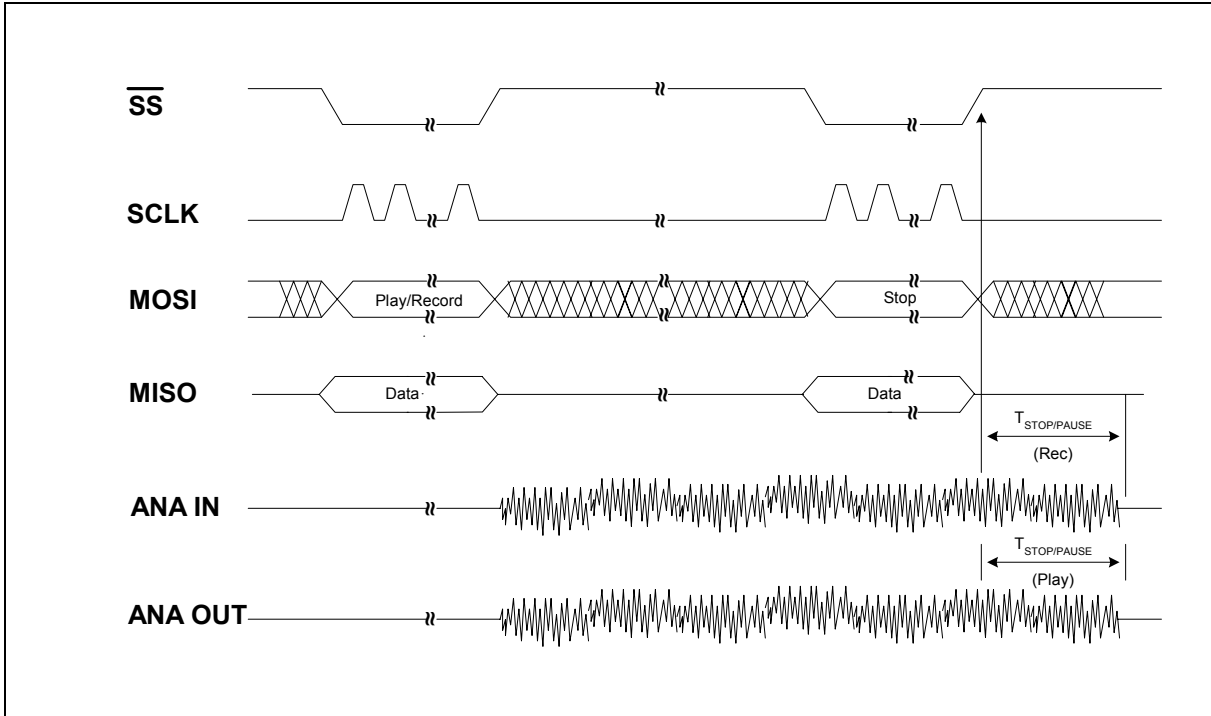 SS
SCLK
MOSI
Play/Record
Stop
MISO
Data
Data
TSTOP/PAUSE
(Rec)
ANA IN
TSTOP/PAUSE
(Play)
ANA OUT